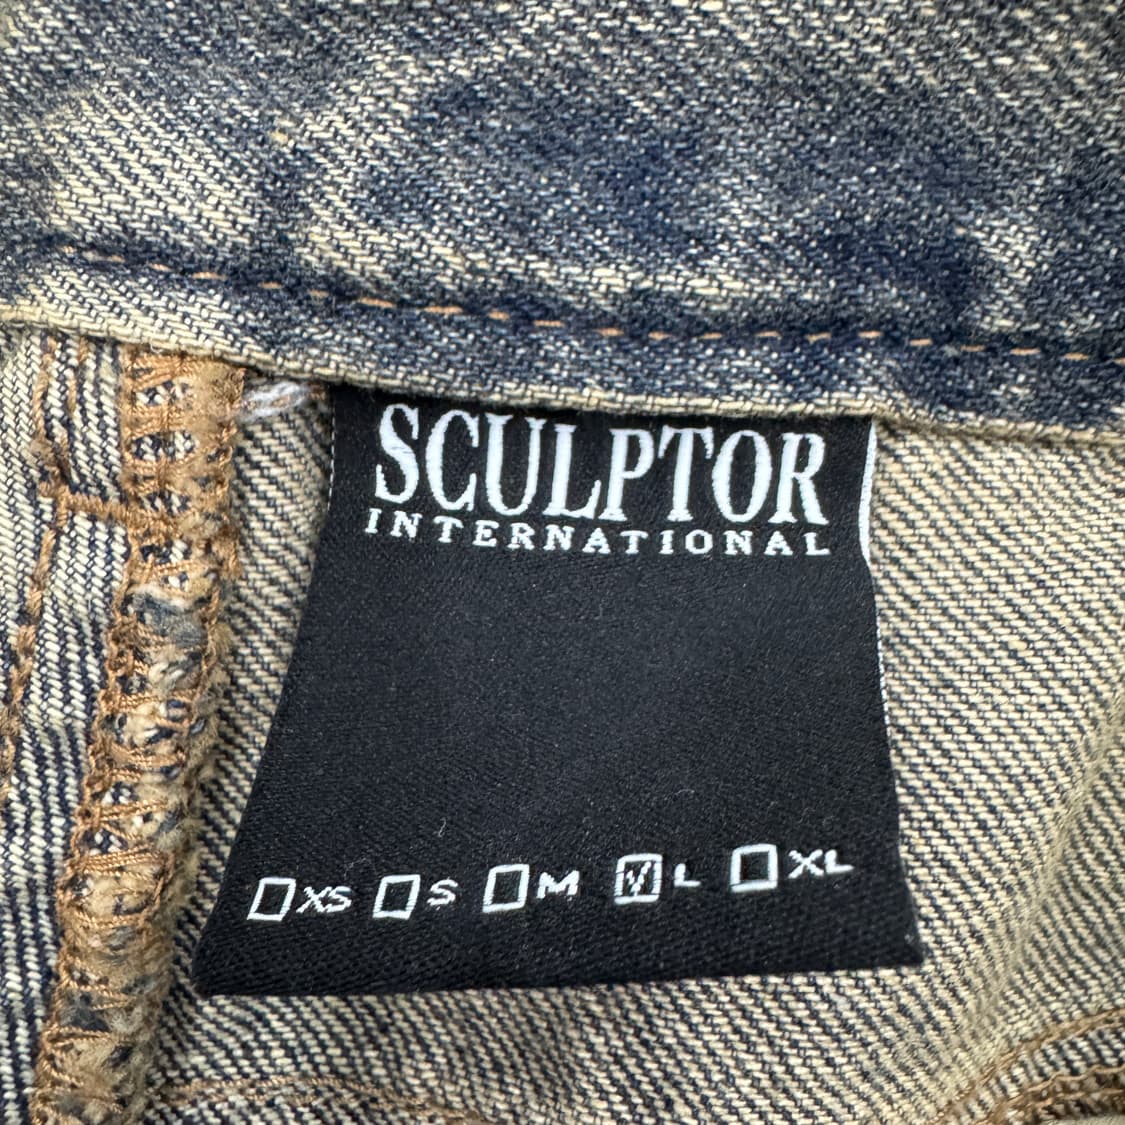 SCULPTOR
INTERNATIONAL
XS S M L XL